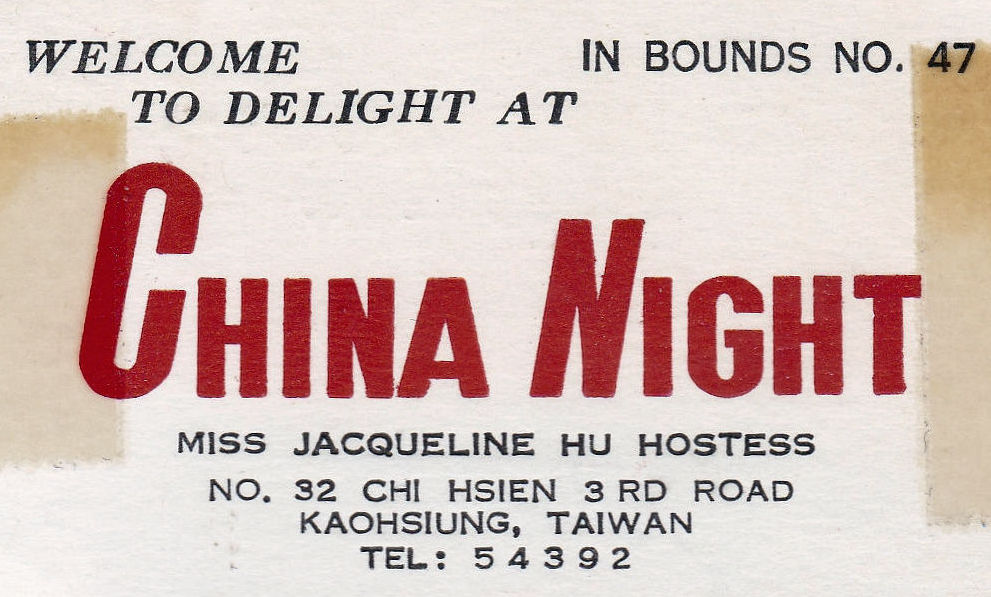 WELCOME
IN BOUNDS NO. 47
TO DELIGHT AT
CHINA NIGHT
MISS JACQUELINE HU HOSTESS
NO. 32 CHI HSIEN 3 RD ROAD
KAOHSIUNG, TAIWAN
TEL: 54392